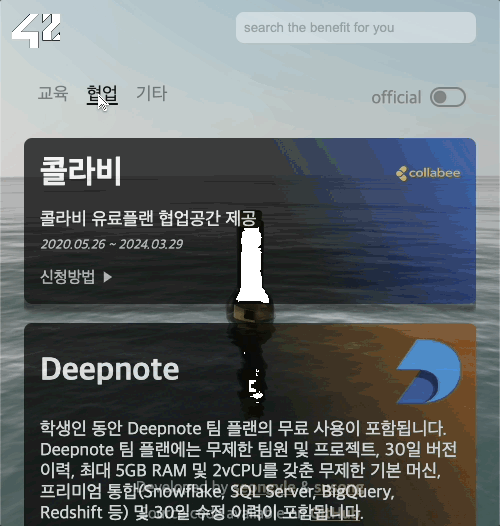 42
search the benefit for you
교육 협업 기타
official
콜라비
collabee
콜라비 유료플랜 협업공간 제공
2020.05.26 ~ 2024.03.29
신청방법 ▶
Deepnote
학생인 동안 Deepnote 팀 플랜의 무료 사용이 포함됩니다.
Deepnote 팀 플랜에는 무제한 팀원 및 프로젝트, 30일 버전
이력, 최대 5GB RAM 및 2vCPU를 갖춘 무제한 기본 머신,
프리미엄 통합(Snowflake, SQL Server, BigQuery,
Redshift 등) 및 30일 수정 이력이 포함됩니다.
Developed by